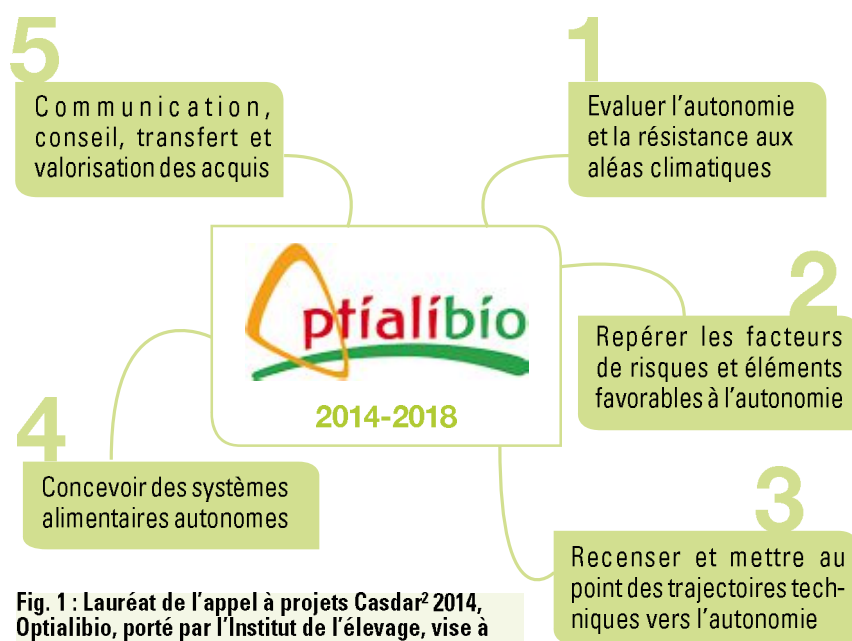 5
Communication,
conseil, transfert et
valorisation des acquis
1
Evaluer l'autonomie
et la résistance aux
aléas climatiques
2
Repérer les facteurs
de risques et éléments
favorables à l'autonomie
ptialibio
2014-2018
4
Concevoir des systèmes
alimentaires autonomes
3
Recenser et mettre au
point des trajectoires tech-
niques vers l'autonomie
Fig. 1 : Lauréat de l'appel à projets Casdar² 2014,
Optialibio, porté par l'Institut de l'élevage, vise à